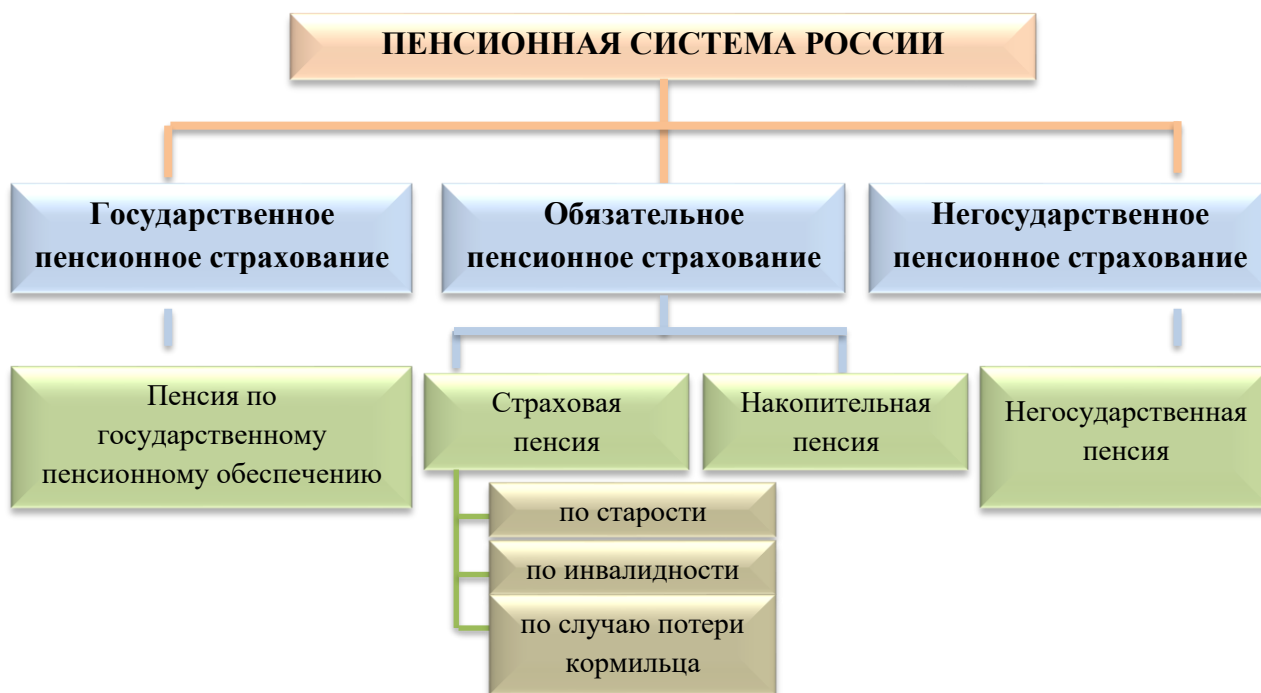 ПЕНСИОННАЯ СИСТЕМА РОССИИ
Государственное
пенсионное страхование
Обязательное
пенсионное страхование
Негосударственное
пенсионное страхование
Пенсия по
государственному
пенсионному обеспечению
Страховая
пенсия
Накопительная
пенсия
Негосударственная
пенсия
по старости
по инвалидности
по случаю потери
кормильца